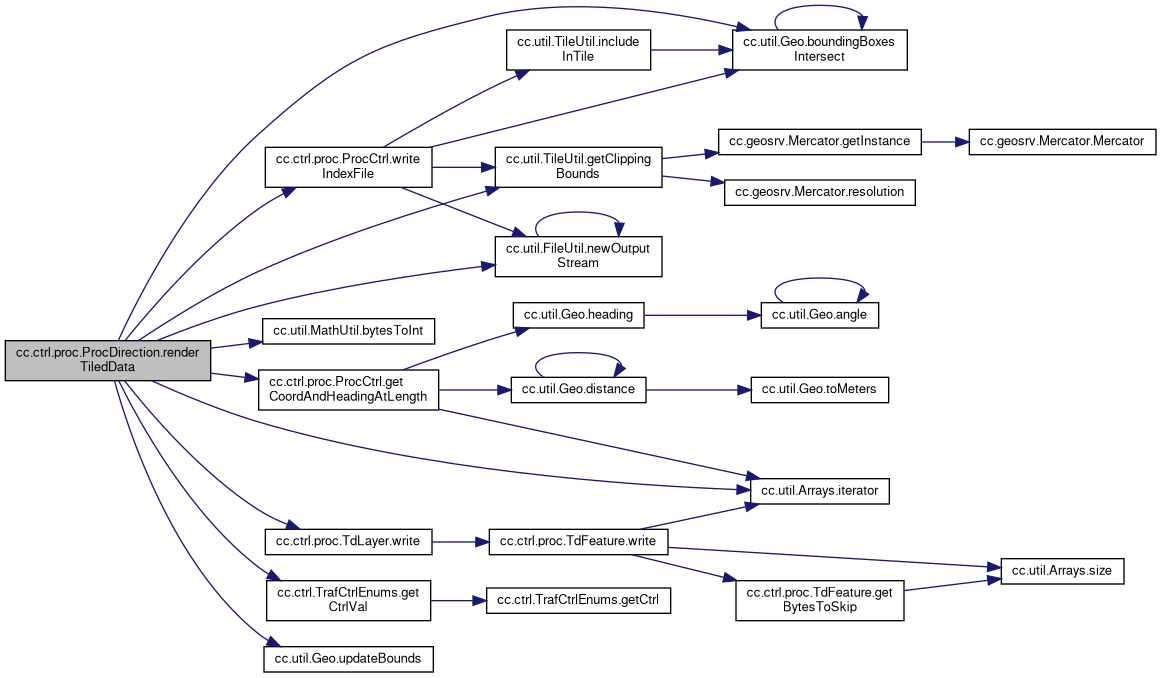 cc.util.Geo.boundingBoxes
Intersect
cc.util.TileUtil.include
InTile
cc.geosrv.Mercator.getInstance
cc.geosrv.Mercator.Mercator
cc.ctrl.proc.ProcCtrl.write
IndexFile
cc.util.TileUtil.getClipping
Bounds
cc.geosrv.Mercator.resolution
cc.util.FileUtil.newOutput
Stream
cc.util.Geo.heading
cc.util.Geo.angle
cc.util.MathUtil.bytesToInt
cc.ctrl.proc.ProcDirection.render
TiledData
cc.ctrl.proc.ProcCtrl.get
CoordAndHeadingAtLength
cc.util.Geo.distance
cc.util.Geo.toMeters
cc.util.Arrays.iterator
cc.ctrl.proc.TdLayer.write
cc.ctrl.proc.TdFeature.write
cc.util.Arrays.size
cc.ctrl.TrafCtrlEnums.get
CtrlVal
cc.ctrl.TrafCtrlEnums.getCtrl
cc.ctrl.proc.TdFeature.get
BytesToSkip
cc.util.Geo.updateBounds